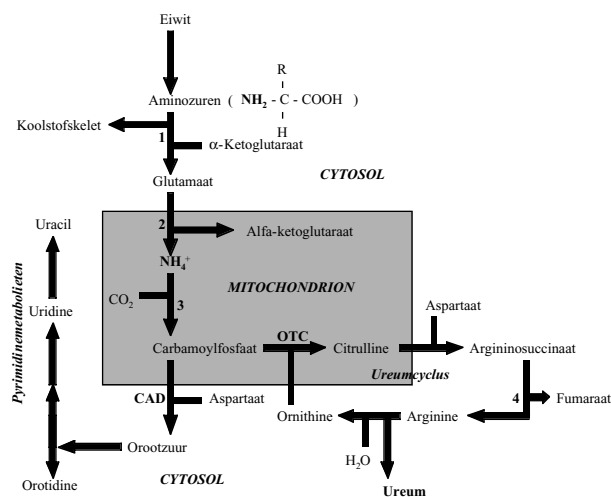 Eiwit
R
Aminozuren ( NH₂ - C - COOH )
H
Koolstofskelet
1
α-Ketoglutaraat
CYTOSOL
Glutamaat
Uracil
2
Alfa-ketoglutaraat
NH₄⁺
Pyrimidinemetabolieten
MITOCHONDRION
CO₂
3
Uridine
Aspartaat
OTC
Carbamoylfosfaat
Citrulline
Argininosuccinaat
Ureumcyclus
CAD
Aspartaat
Ornithine
Arginine
4
Fumaraat
Orootzuur
H₂O
Orotidine
CYTOSOL
Ureum